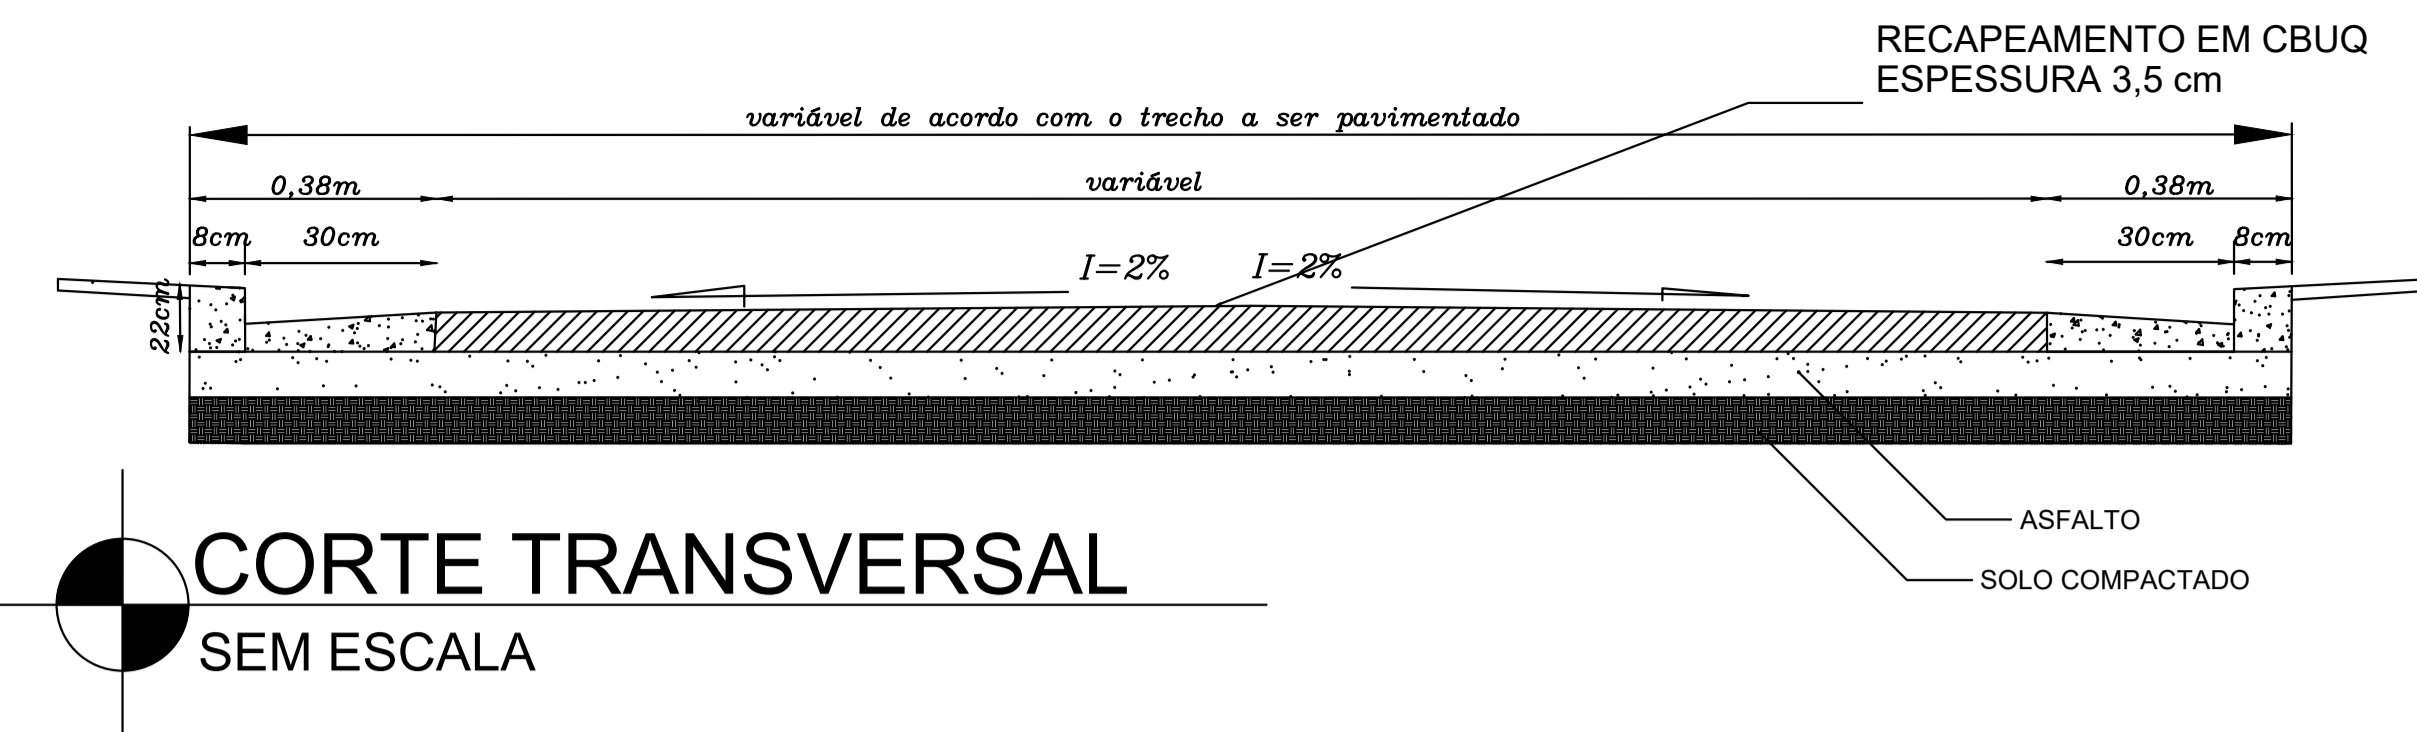 RECAPEAMENTO EM CBUQ
ESPESSURA 3,5 cm
variável de acordo com o trecho a ser pavimentado
0,38m
variável
0,38m
8cm
30cm
30cm
8cm
I=2%
I=2%
22cm
ASFALTO
SOLO COMPACTADO
CORTE TRANSVERSAL
SEM ESCALA